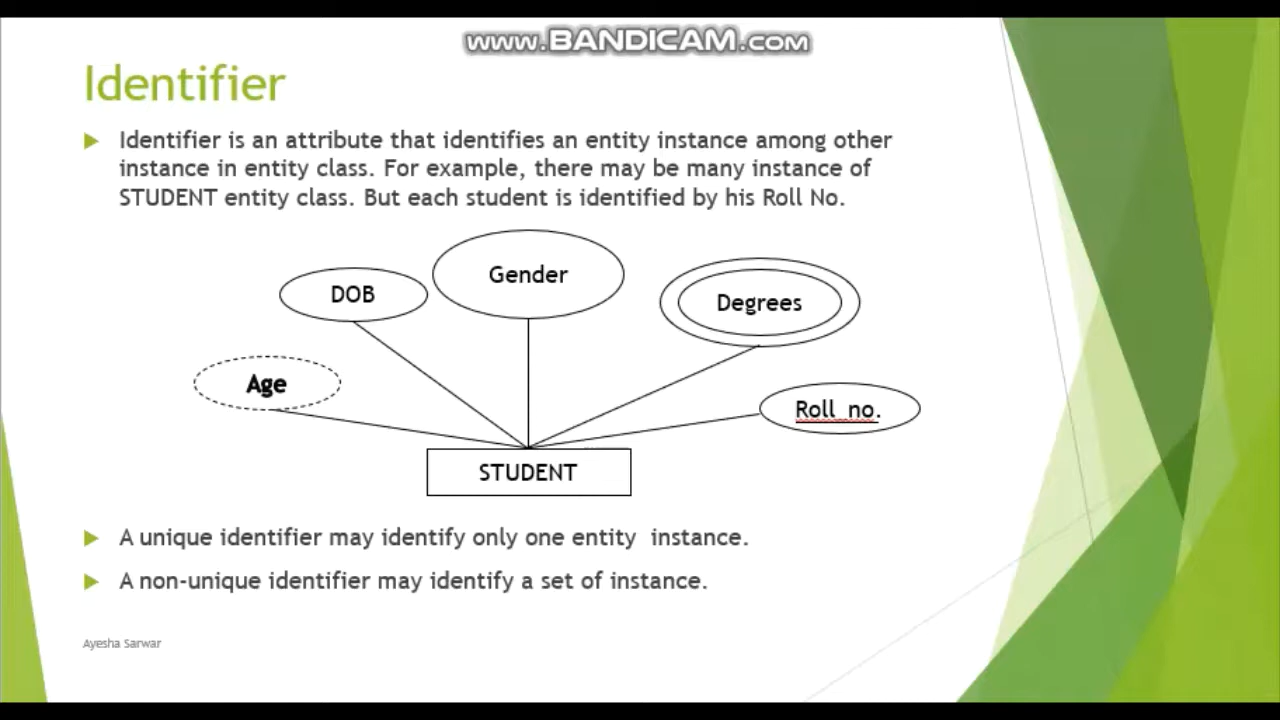 www.BANDICAM.com
Identifier
Identifier is an attribute that identifies an entity instance among other
instance in entity class. For example, there may be many instance of
STUDENT entity class. But each student is identified by his Roll No.
Gender
DOB
Degrees
Age
Roll no.
STUDENT
A unique identifier may identify only one entity instance.
A non-unique identifier may identify a set of instance.
Ayesha Sarwar